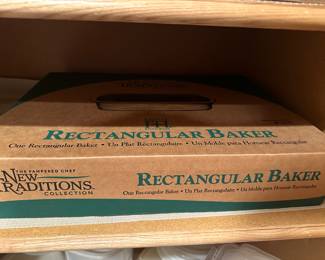 RECTANGULAR BAKER
One Rectangular Baker • Un Plat Rectangulaire • Un Molde para Hornear Rectangular
THE PAMPERED CHEF
NEW
TRADITIONS
COLLECTION
RECTANGULAR BAKER
One Rectangular Baker • Un Plat Rectangulaire • Un Molde para Hornear Rectangular